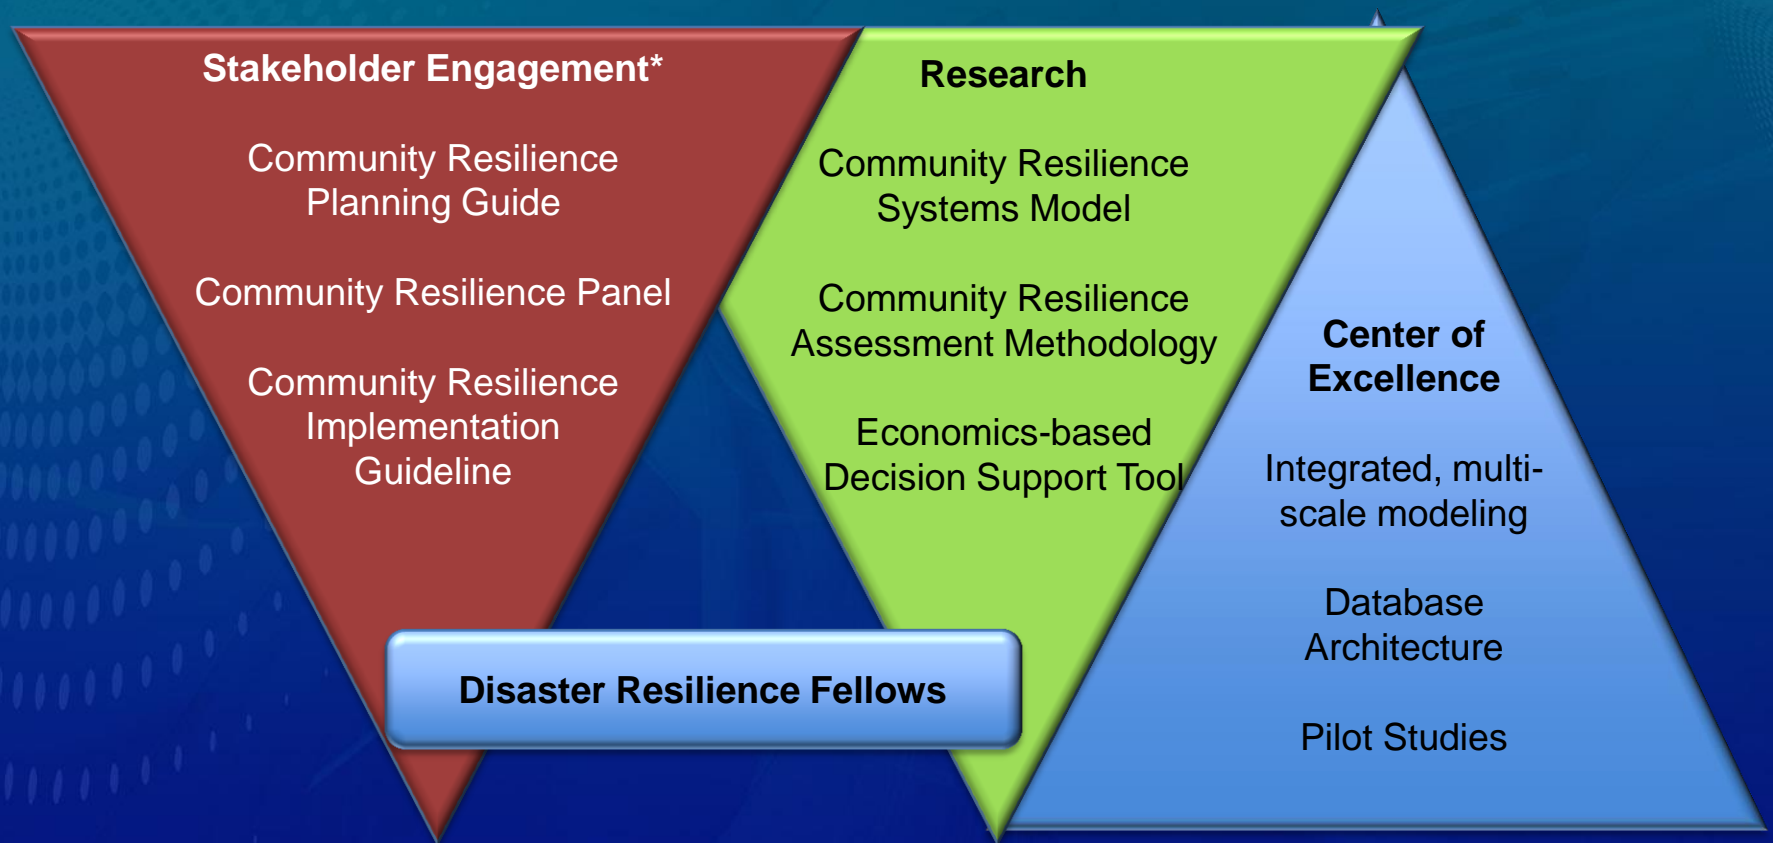 Stakeholder Engagement*
Community Resilience
Planning Guide
Community Resilience Panel
Community Resilience
Implementation
Guideline
Research
Community Resilience
Systems Model
Community Resilience
Assessment Methodology
Economics-based
Decision Support Tool
Center of
Excellence
Integrated, multi-
scale modeling
Database
Architecture
Pilot Studies
Disaster Resilience Fellows